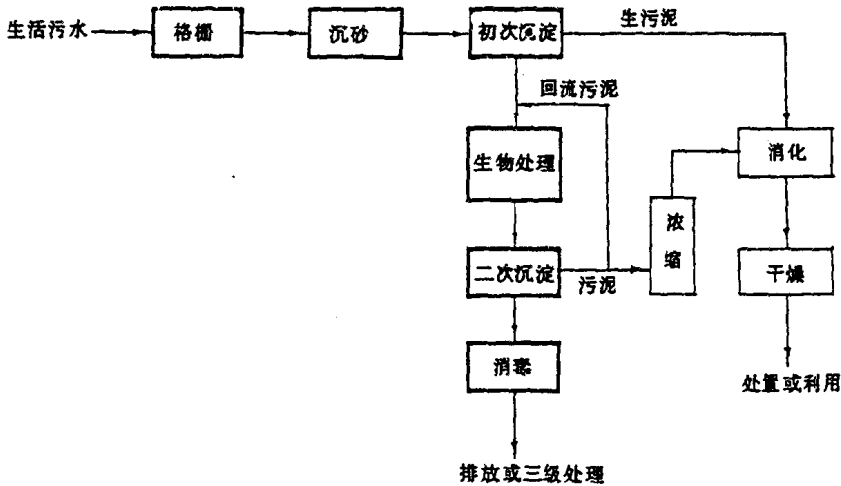 生活污水
格栅
沉砂
初次沉淀
生污泥
回流污泥
生物处理
消化
浓
缩
二次沉淀
污泥
干燥
消毒
处置或利用
排放或三级处理